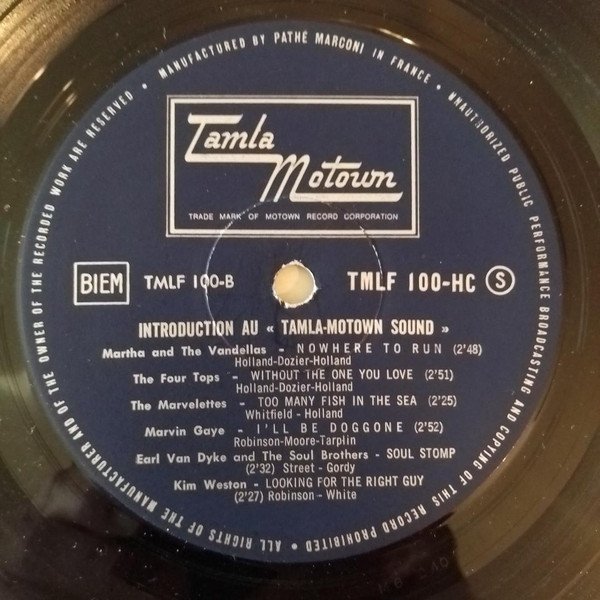 • MANUFACTURED BY PATHÉ MARCONI IN FRANCE. • UNAUTHORIZED PUBLIC PERFORMANCE BROADCASTING AND COPYING OF THIS RECORD PROHIBITED • ALL RIGHTS OF THE MANUFACTURER AND OF THE OWNER OF THE RECORDED WORK ARE RESERVED
Tamla
Motown
TRADE MARK OF MOTOWN RECORD CORPORATION
BIEM TMLF 100-B TMLF 100-HC S
INTRODUCTION AU « TAMLA-MOTOWN SOUND »
Martha and The Vandellas - NOWHERE TO RUN (2'48)
Holland-Dozier-Holland
The Four Tops - WITHOUT THE ONE YOU LOVE (2'51)
Holland-Dozier-Holland
The Marvelettes - TOO MANY FISH IN THE SEA (2'25)
Whitfield - Holland
Marvin Gaye - I'LL BE DOGGONE (2'52)
Robinson-Moore-Tarplin
Earl Van Dyke and The Soul Brothers - SOUL STOMP
(2'32) Street - Gordy
Kim Weston - LOOKING FOR THE RIGHT GUY
(2'27) Robinson - White